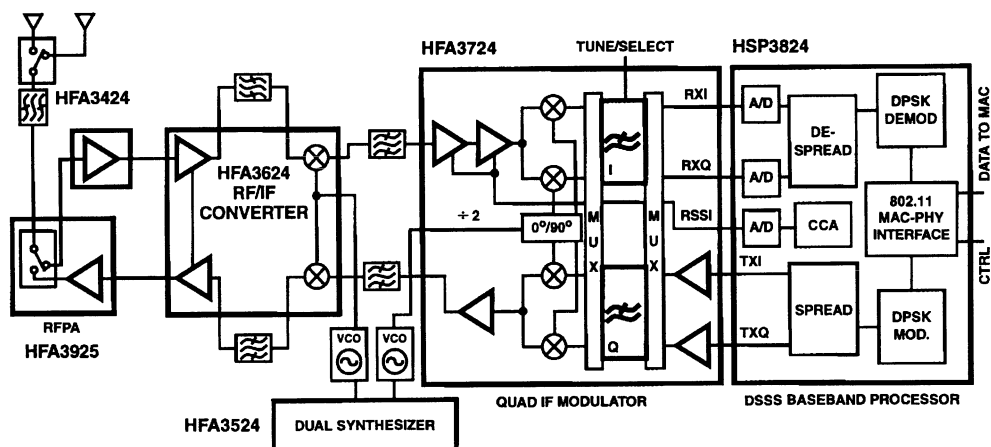 HFA3424
HFA3624
RF/IF
CONVERTER
RFPA
HFA3925
VCO
VCO
HFA3524
DUAL SYNTHESIZER
HFA3724
TUNE/SELECT
÷ 2
0°/90°
I
Q
M
U
X
M
U
X
QUAD IF MODULATOR
RXI
RXQ
RSSI
TXI
TXQ
HSP3824
A/D
A/D
A/D
DE-
SPREAD
CCA
SPREAD
DPSK
DEMOD
802.11
MAC-PHY
INTERFACE
DPSK
MOD.
DATA TO MAC
CTRL
DSSS BASEBAND PROCESSOR